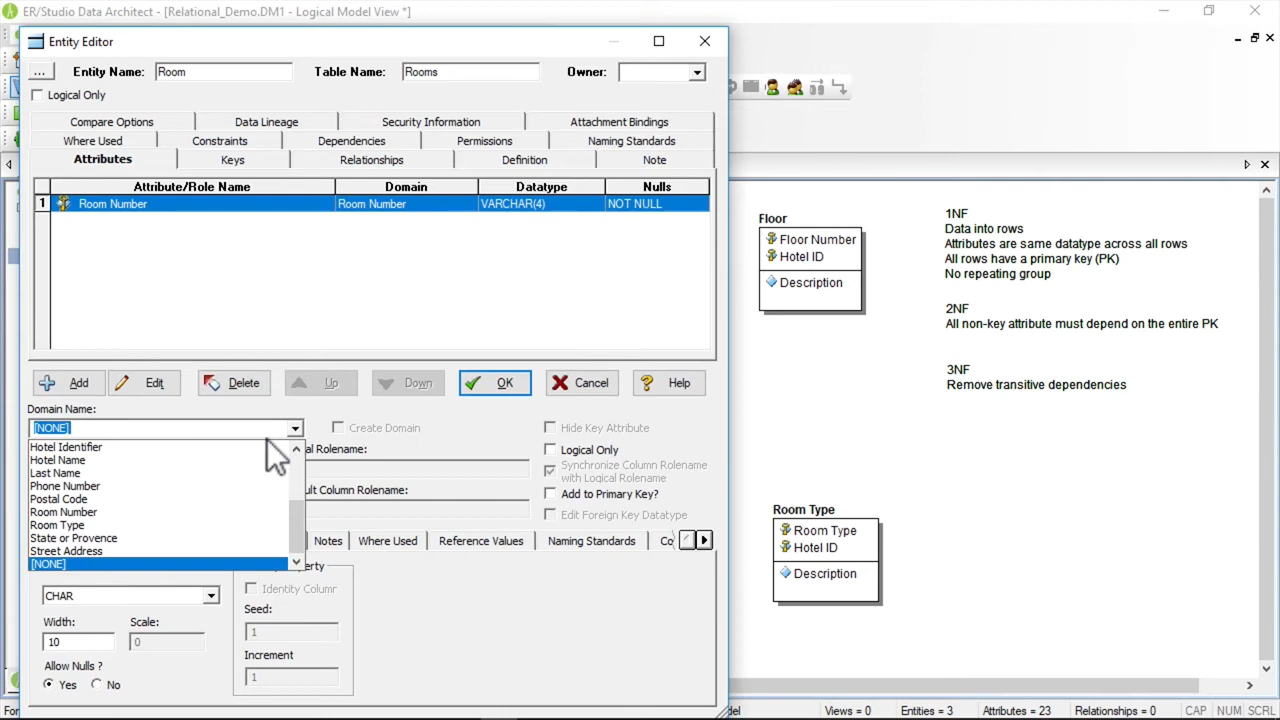 ER/Studio Data Architect - [Relational_Demo.DM1 - Logical Model View *]
Entity Editor
... Entity Name: Room Table Name: Rooms Owner:
Logical Only
Compare Options Data Lineage Security Information Attachment Bindings
Where Used Constraints Dependencies Permissions Naming Standards
Attributes Keys Relationships Definition Note
Attribute/Role Name Domain Datatype Nulls
1 Room Number Room Number VARCHAR(4) NOT NULL
Add Edit Delete Up Down OK Cancel Help
Domain Name:
[NONE]
Create Domain
Hide Key Attribute
Hotel Identifier
Hotel Name
Last Name
Phone Number
Postal Code
Room Number
Room Type
State or Province
Street Address
[NONE]
al Rolename:
ult Column Rolename:
Logical Only
Synchronize Column Rolename
with Logical Rolename
Add to Primary Key?
Edit Foreign Key Datatype
Notes Where Used Reference Values Naming Standards Co
perty
CHAR
Identity Column
Width: Scale:
10 0
Seed:
1
Increment
1
Allow Nulls ?
Yes No
Floor
Floor Number
Hotel ID
Description
1NF
Data into rows
Attributes are same datatype across all rows
All rows have a primary key (PK)
No repeating group
2NF
All non-key attribute must depend on the entire PK
3NF
Remove transitive dependencies
Room Type
Room Type
Hotel ID
Description
For
del Views = 0 Entities = 3 Attributes = 23 Relationships = 0 CAP NUM SCRL